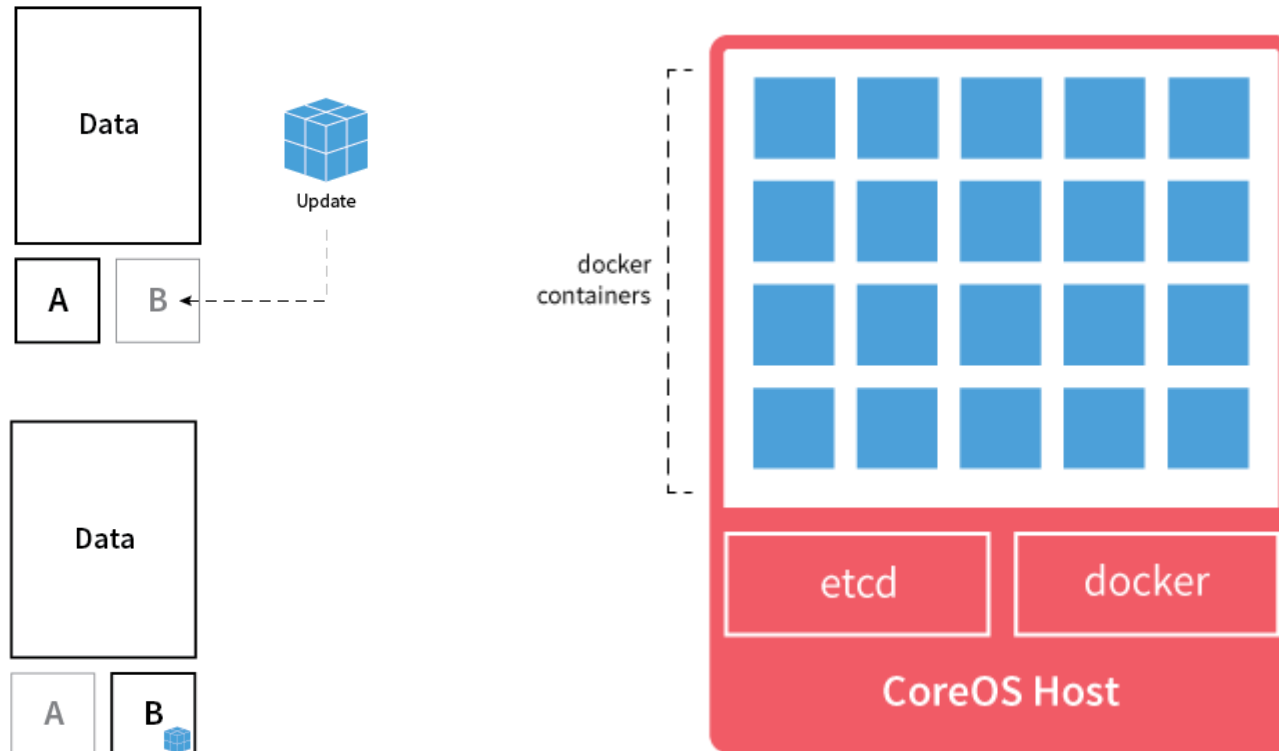 Data
Update
A
B
Data
A
B
docker
containers
etcd
docker
CoreOS Host